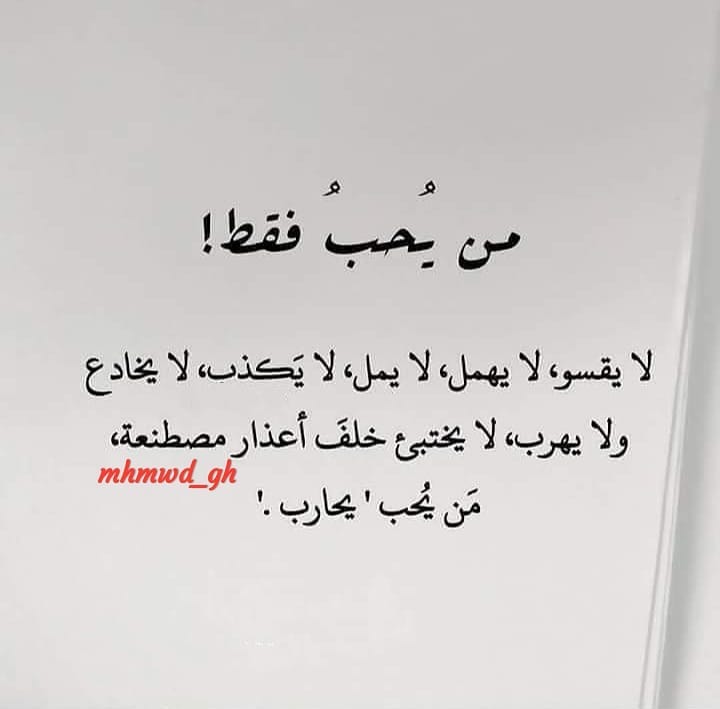 من يُحبُ فقط!
لا يقسو، لا يهمل، لا يمل، لا يَكذب، لا يخادع
ولا يهرب، لا يختبئ خلفَ أعذار مصطنعة،
mhmwd_gh
مَن يُحب ' يحارب .'